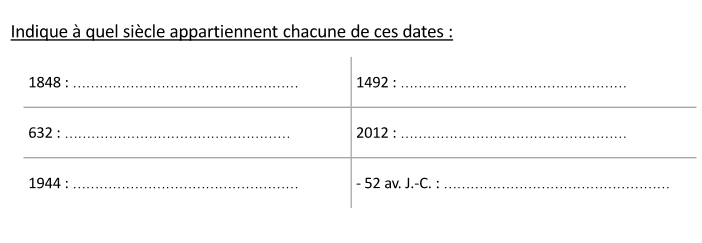 Indique à quel siècle appartiennent chacune de ces dates :
1848 : ………………………………………………
1492 : ………………………………………………
632 : ………………………………………………
2012 : ………………………………………………
1944 : ………………………………………………
- 52 av. J.-C. : ………………………………………………